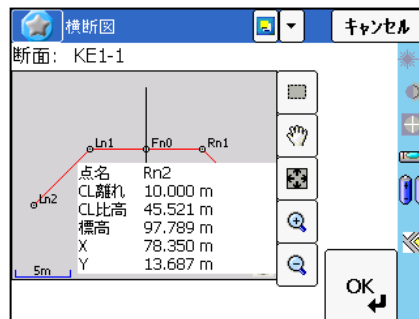 横断図
キャンセル
断面: KE1-1
Ln1
Fn0
Rn1
Ln2
点名 Rn2
CL離れ 10.000 m
CL比高 45.521 m
標高 97.789 m
X 78.350 m
Y 13.687 m
5m
OK